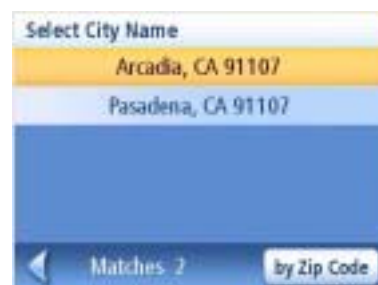 Select City Name
Arcadia, CA 91107
Pasadena, CA 91107
Matches 2
by Zip Code